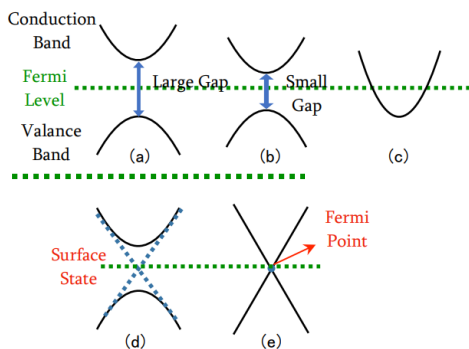 Conduction
Band
Fermi
Level
Large Gap
Small
Gap
Valance
Band
(a)
(b)
(c)
Surface
State
Fermi
Point
(d)
(e)